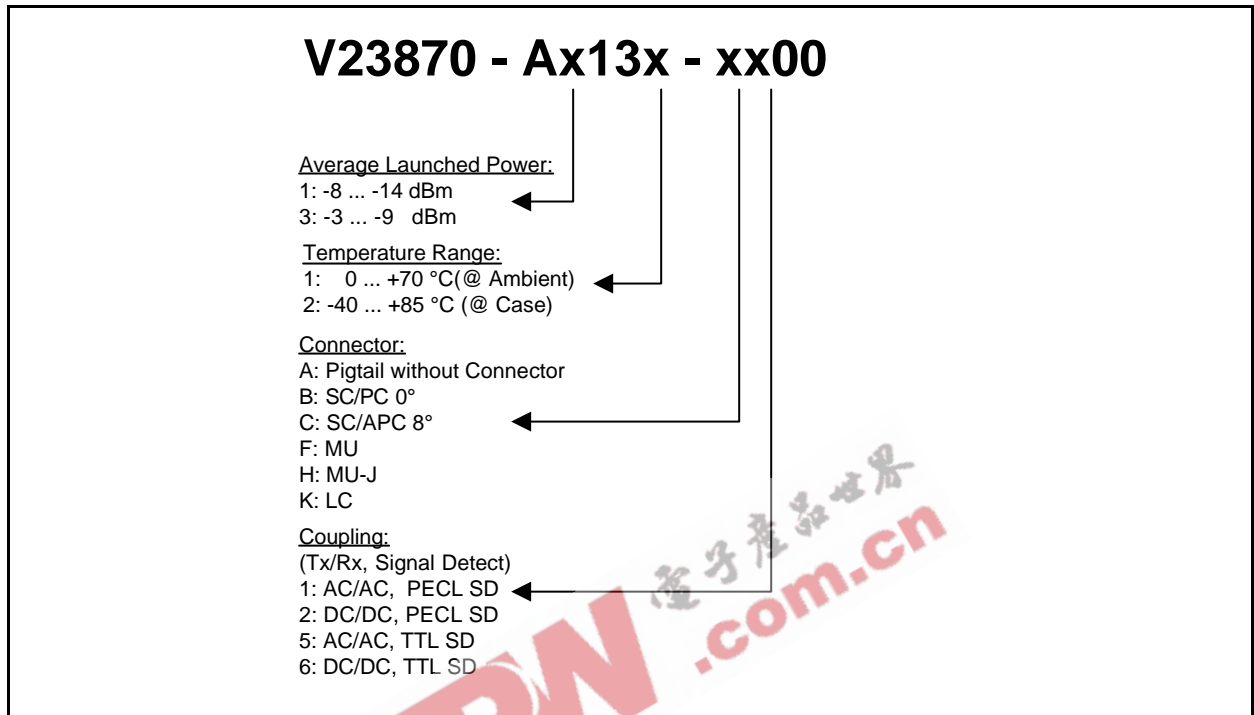 V23870 - Ax13x - xx00
Average Launched Power:
1: -8 ... -14 dBm
3: -3 ... -9 dBm
Temperature Range:
1: 0 ... +70 °C(@ Ambient)
2: -40 ... +85 °C (@ Case)
Connector:
A: Pigtail without Connector
B: SC/PC 0°
C: SC/APC 8°
F: MU
H: MU-J
K: LC
Coupling:
(Tx/Rx, Signal Detect)
1: AC/AC, PECL SD
2: DC/DC, PECL SD
5: AC/AC, TTL SD
6: DC/DC, TTL SD
電子產品世界
.com.cn